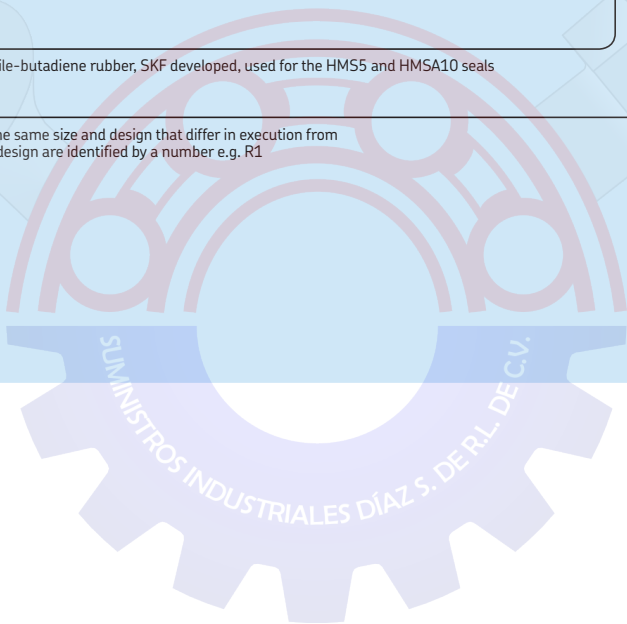 ile-butadiene rubber, SKF developed, used for the HMS5 and HMSA10 seals
ne same size and design that differ in execution from
design are identified by a number e.g. R1
SUMINISTROS INDUSTRIALES DÍAZ S. DE R.L. DE C.V.